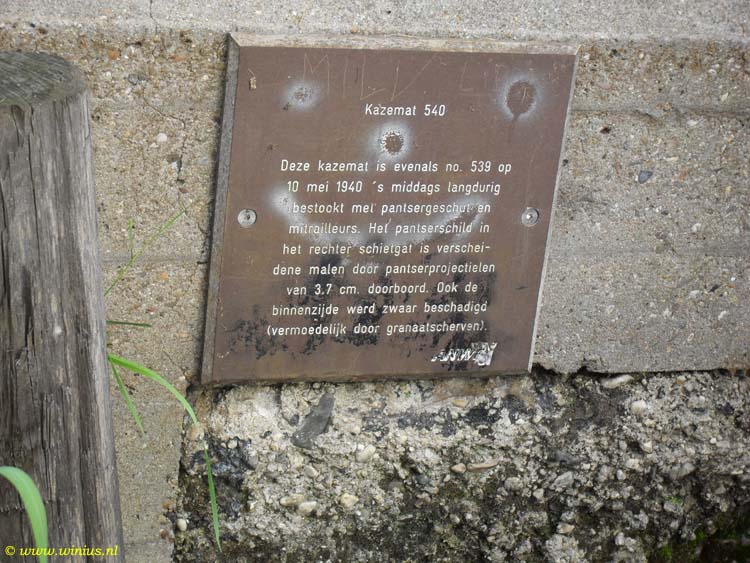 Kazemat 540
Deze kazemat is evenals no. 539 op
10 mei 1940 's middags langdurig
bestookt met pantsergeschut en
mitrailleurs. Het pantserschild in
het rechter schietgat is verschei-
dene malen door pantserprojectielen
van 3,7 cm. doorboord. Ook de
binnenzijde werd zwaar beschadigd
(vermoedelijk door granaatscherven).
ANWB
© www.winius.nl